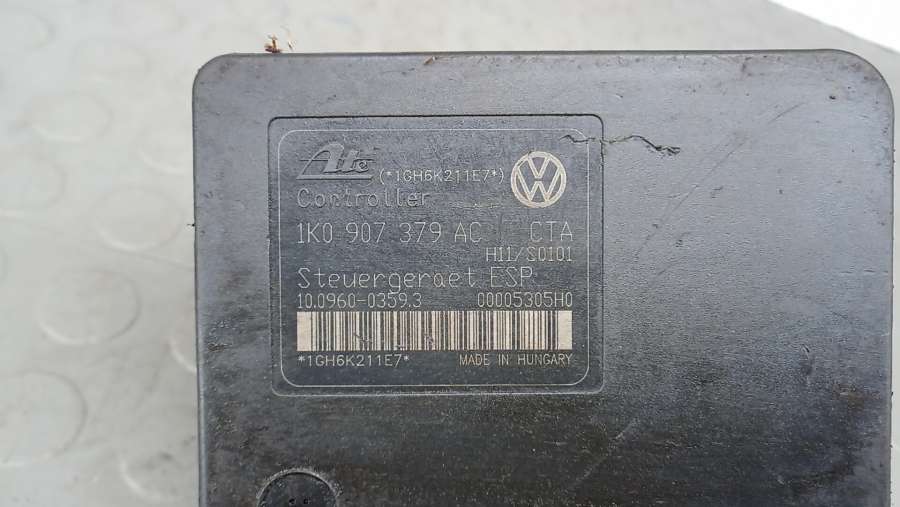 Ate (*1GH6K211E7*)
Controller
1K0 907 379 AC CTA
H11/S0101
Steuergeraet ESP
10.0960-0359.3 00005305H0
*1GH6K211E7* MADE IN HUNGARY